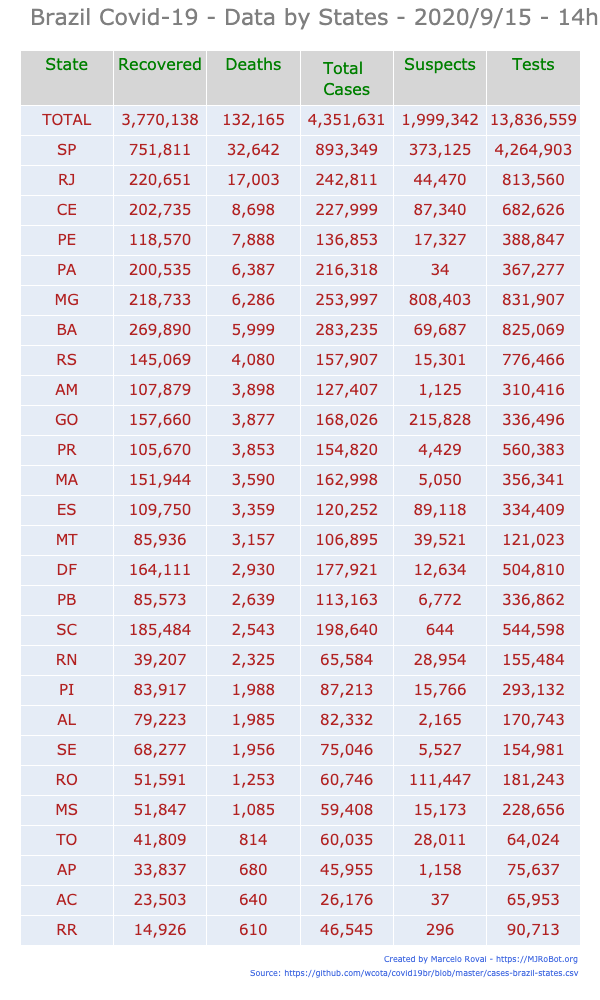 Brazil Covid-19 - Data by States - 2020/9/15 - 14h
State Recovered Deaths Total Cases Suspects Tests
TOTAL 3,770,138 132,165 4,351,631 1,999,342 13,836,559
SP 751,811 32,642 893,349 373,125 4,264,903
RJ 220,651 17,003 242,811 44,470 813,560
CE 202,735 8,698 227,999 87,340 682,626
PE 118,570 7,888 136,853 17,327 388,847
PA 200,535 6,387 216,318 34 367,277
MG 218,733 6,286 253,997 808,403 831,907
BA 269,890 5,999 283,235 69,687 825,069
RS 145,069 4,080 157,907 15,301 776,466
AM 107,879 3,898 127,407 1,125 310,416
GO 157,660 3,877 168,026 215,828 336,496
PR 105,670 3,853 154,820 4,429 560,383
MA 151,944 3,590 162,998 5,050 356,341
ES 109,750 3,359 120,252 89,118 334,409
MT 85,936 3,157 106,895 39,521 121,023
DF 164,111 2,930 177,921 12,634 504,810
PB 85,573 2,639 113,163 6,772 336,862
SC 185,484 2,543 198,640 644 544,598
RN 39,207 2,325 65,584 28,954 155,484
PI 83,917 1,988 87,213 15,766 293,132
AL 79,223 1,985 82,332 2,165 170,743
SE 68,277 1,956 75,046 5,527 154,981
RO 51,591 1,253 60,746 111,447 181,243
MS 51,847 1,085 59,408 15,173 228,656
TO 41,809 814 60,035 28,011 64,024
AP 33,837 680 45,955 1,158 75,637
AC 23,503 640 26,176 37 65,953
RR 14,926 610 46,545 296 90,713
Created by Marcelo Rovai - https://MJRoBot.org
Source: https://github.com/wcota/covid19br/blob/master/cases-brazil-states.csv